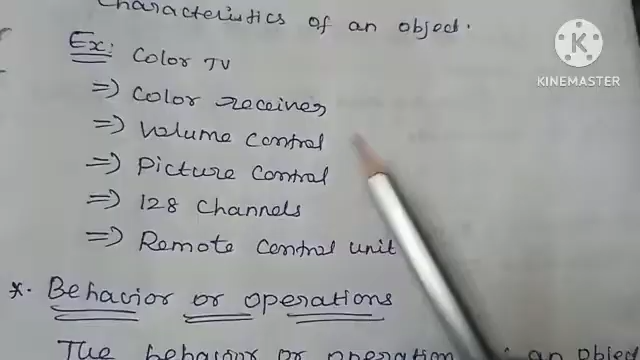 characteristics of an object.
Ex: Color TV
=> Color receiver
=> Volume control
=> Picture control
=> 128 channels
=> Remote control unit
*. Behavior or operations
The behavior or operation an objec
K
KINEMASTER